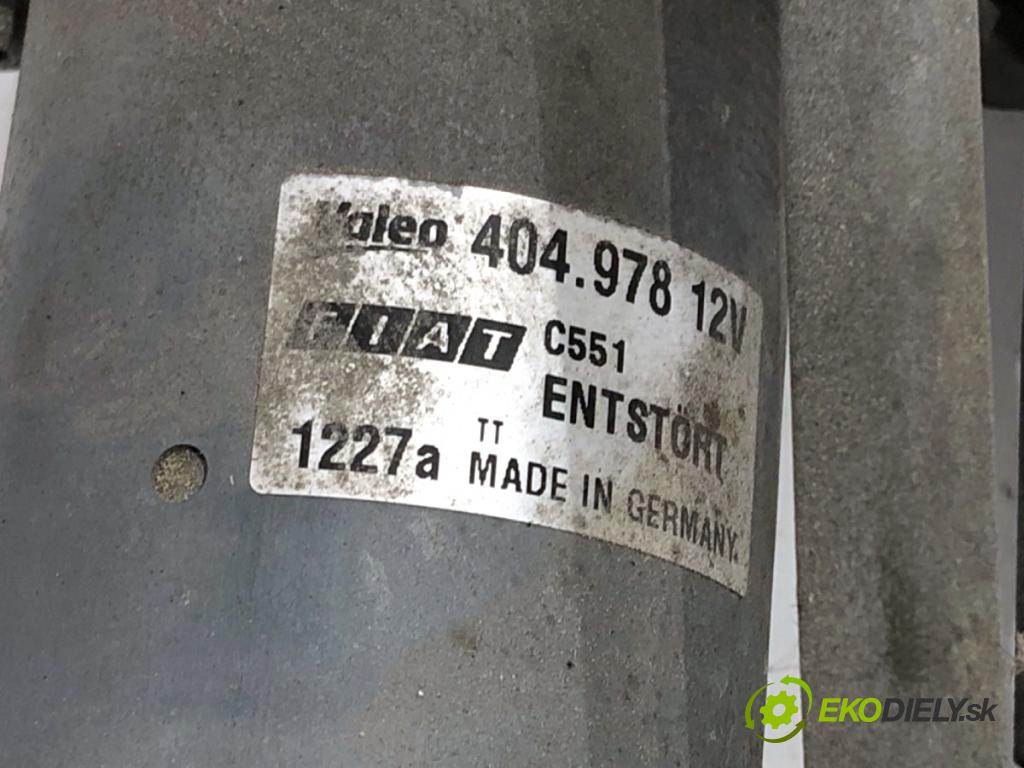 Valeo 404.978 12V
FIAT C551
ENTSTÖRT
1227a TT MADE IN GERMANY.
EKODIELY.sk